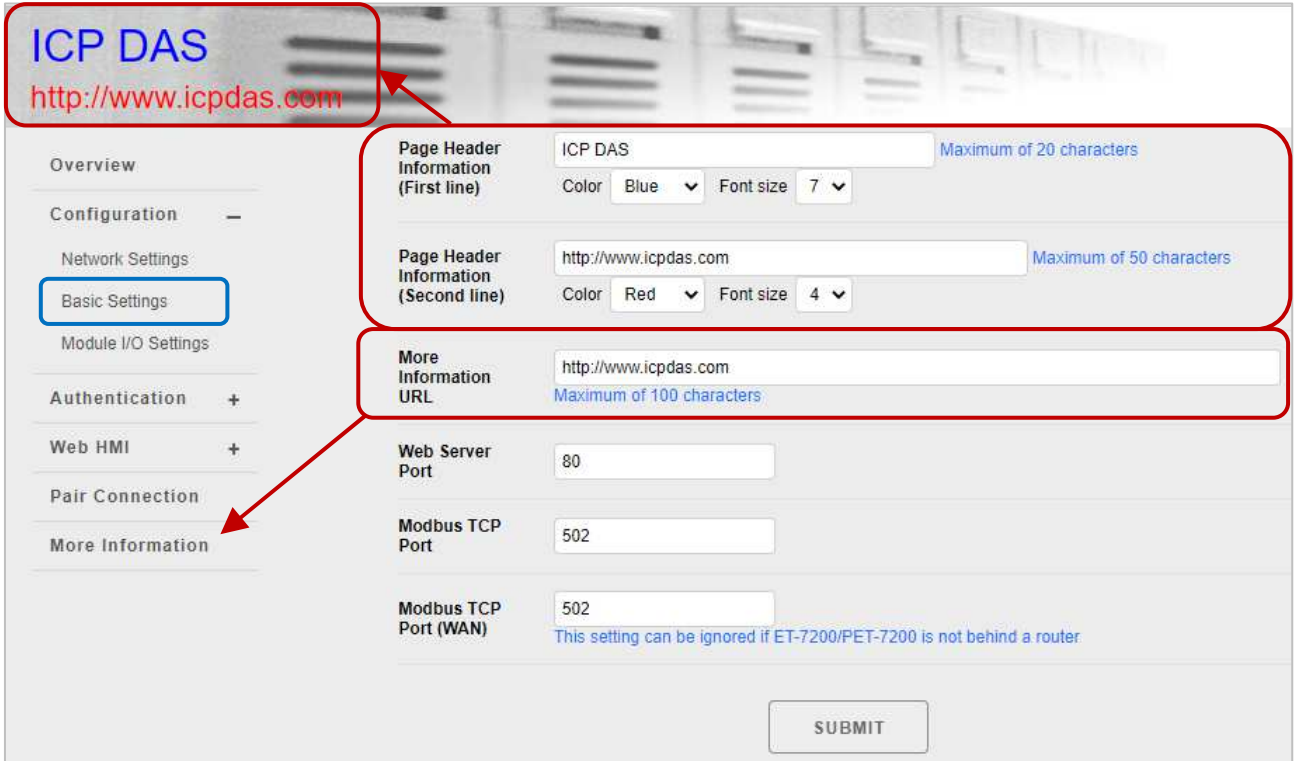 ICP DAS
http://www.icpdas.com
Overview
Configuration −
Network Settings
Basic Settings
Module I/O Settings
Authentication +
Web HMI +
Pair Connection
More Information
Page Header
Information
(First line)
ICP DAS
Maximum of 20 characters
Color Blue Font size 7
Page Header
Information
(Second line)
http://www.icpdas.com
Maximum of 50 characters
Color Red Font size 4
More
Information
URL
http://www.icpdas.com
Maximum of 100 characters
Web Server
Port
80
Modbus TCP
Port
502
Modbus TCP
Port (WAN)
502
This setting can be ignored if ET-7200/PET-7200 is not behind a router
SUBMIT